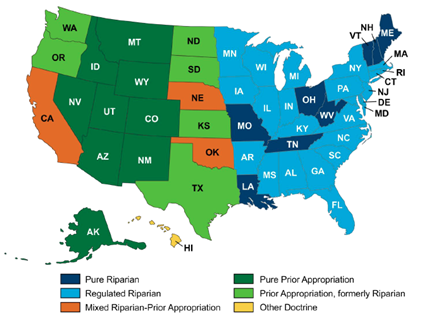 WA
OR
CA
ID
NV
MT
WY
UT
CO
AZ
NM
ND
SD
NE
KS
OK
TX
MN
IA
MO
AR
LA
WI
IL
MI
IN
OH
KY
TN
MS
AL
GA
FL
SC
NC
VA
WV
PA
NY
VT
NH
ME
MA
RI
CT
NJ
DE
MD
AK
HI
Pure Riparian
Regulated Riparian
Mixed Riparian-Prior Appropriation
Pure Prior Appropriation
Prior Appropriation, formerly Riparian
Other Doctrine